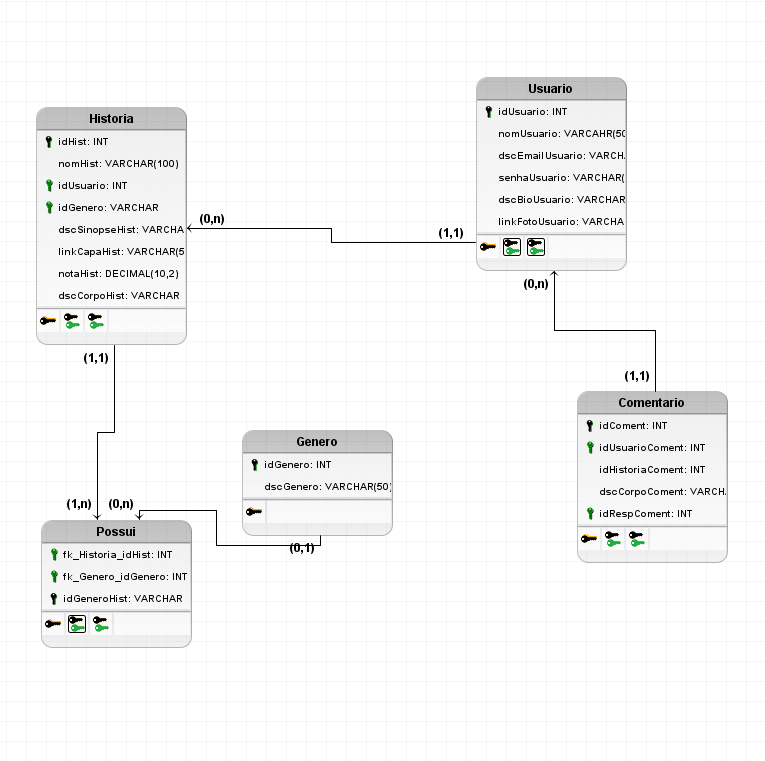 Usuario
idUsuario: INT
nomUsuario: VARCAHR(50
dscEmailUsuario: VARCH
senhaUsuario: VARCHAR(
dscBioUsuario: VARCHAR
linkFotoUsuario: VARCHA
Historia
idHist: INT
nomHist: VARCHAR(100)
idUsuario: INT
idGenero: VARCHAR
dscSinopseHist: VARCHA
linkCapaHist: VARCHAR(5
notaHist: DECIMAL(10,2)
dscCorpoHist: VARCHAR
(0,n)
(1,1)
(0,n)
(1,1)
(1,1)
Comentario
idComent: INT
idUsuarioComent: INT
idHistoriaComent: INT
dscCorpoComent: VARCH
idRespComent: INT
Genero
idGenero: INT
dscGenero: VARCHAR(50)
(1,n)
(0,n)
(0,1)
Possui
fk_Historia_idHist: INT
fk_Genero_idGenero: INT
idGeneroHist: VARCHAR